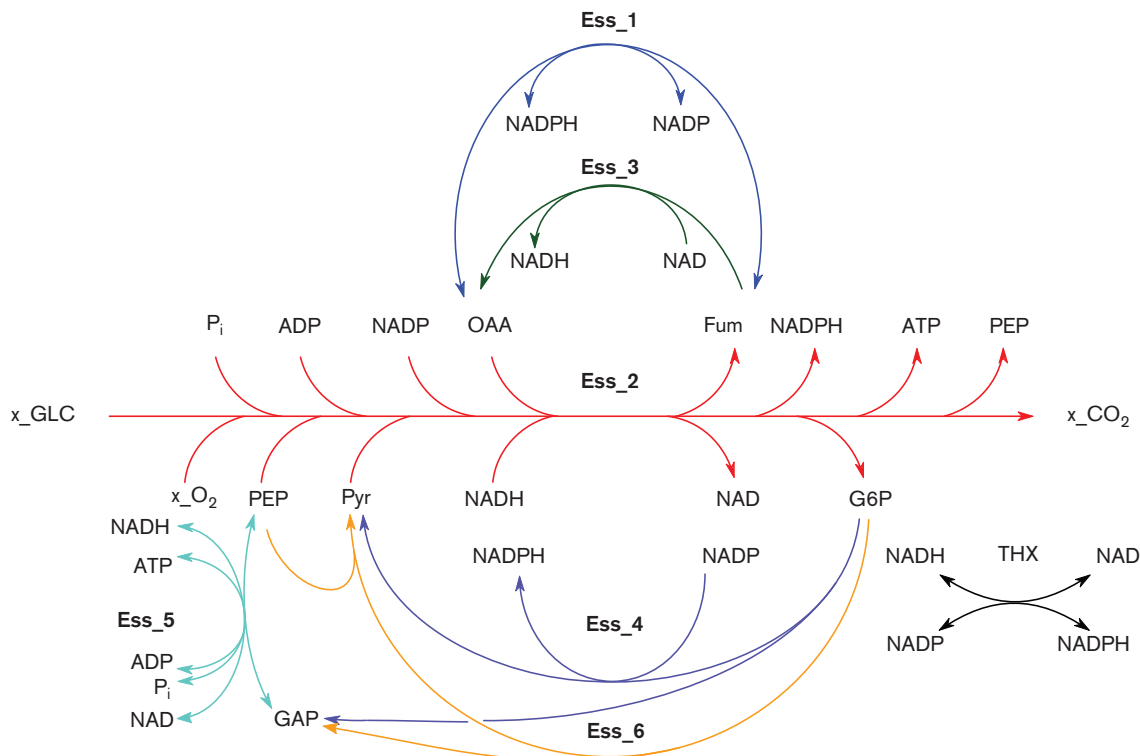 Ess_1
NADPH NADP
Ess_3
NADH NAD
Pi ADP NADP OAA Fum NADPH ATP PEP
Ess_2
x_GLC x_CO2
x_O2 PEP Pyr NADH NAD G6P
NADH NADPH NADP NADH THX NAD
ATP
Ess_5 Ess_4
ADP NADP NADPH
Pi
NAD GAP Ess_6